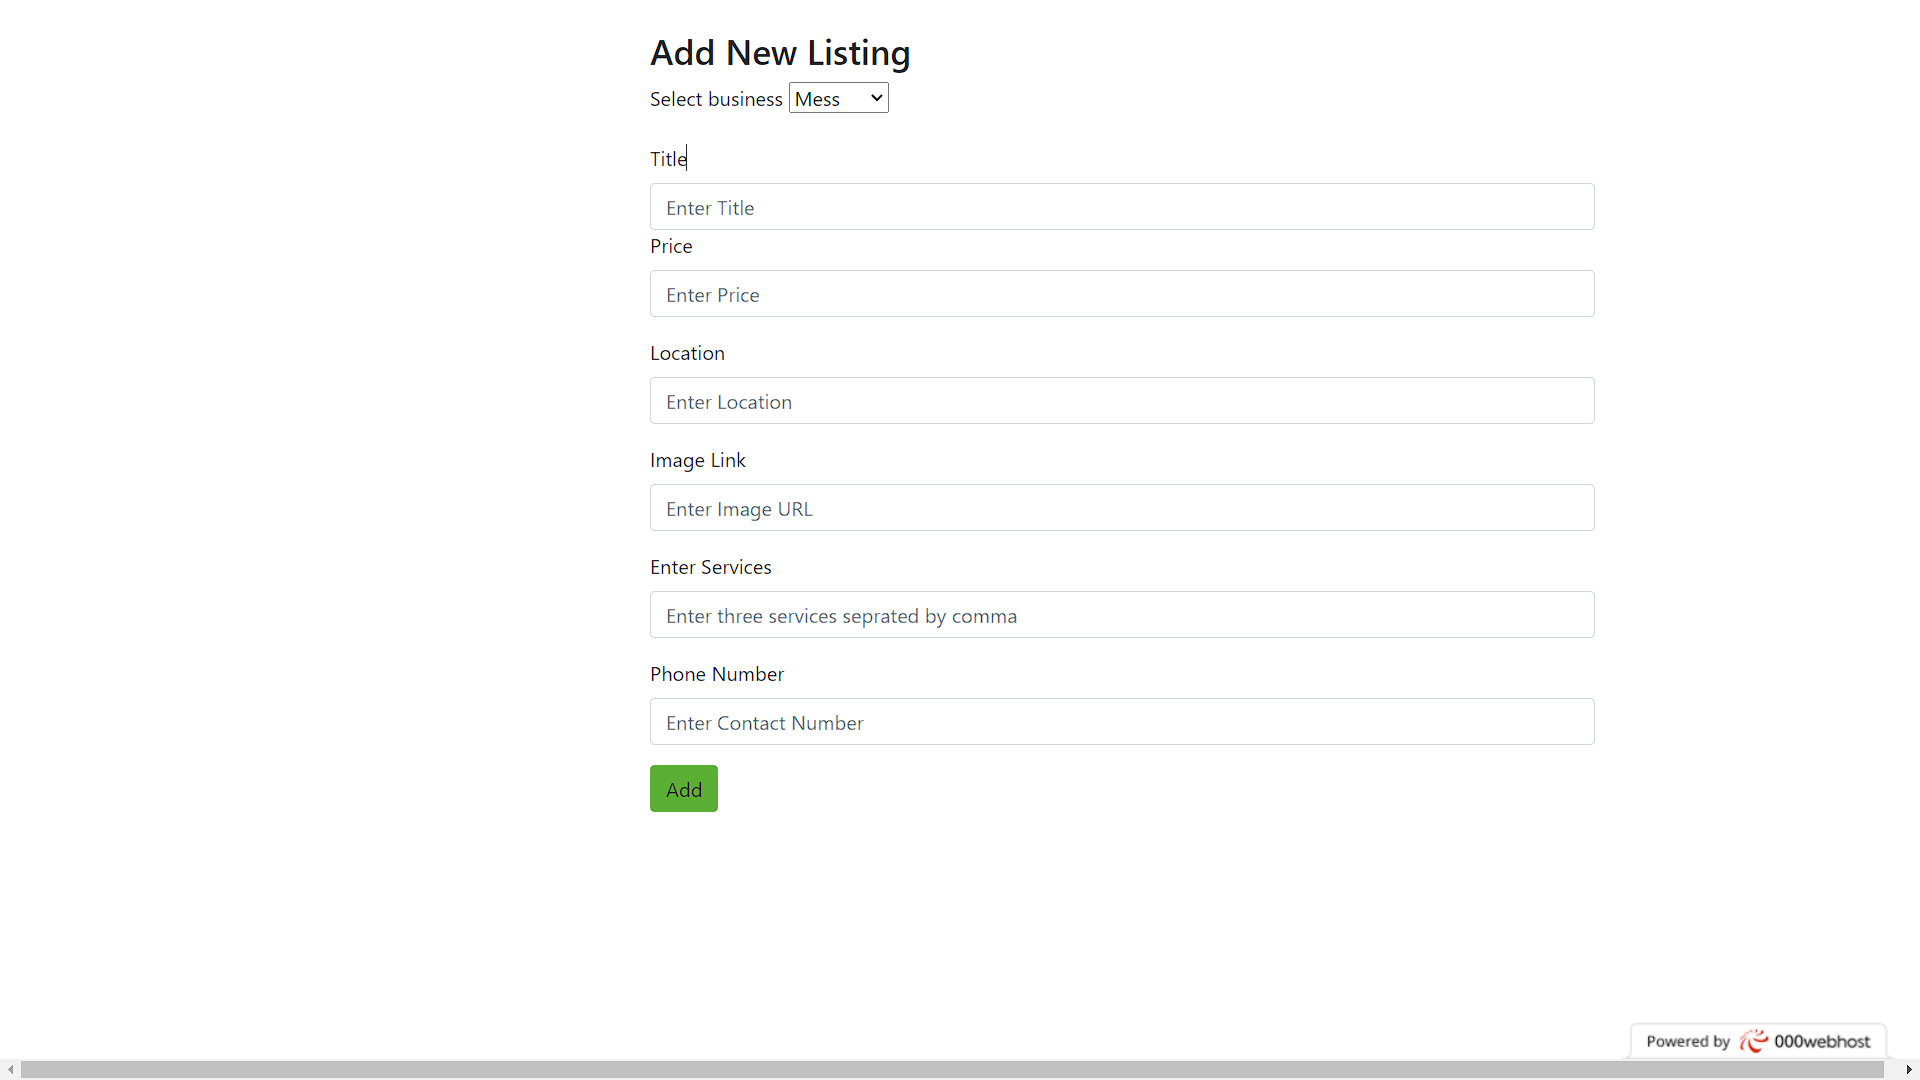 Add New Listing
Select business Mess
Title
Enter Title
Price
Enter Price
Location
Enter Location
Image Link
Enter Image URL
Enter Services
Enter three services seprated by comma
Phone Number
Enter Contact Number
Add
Powered by 000webhost